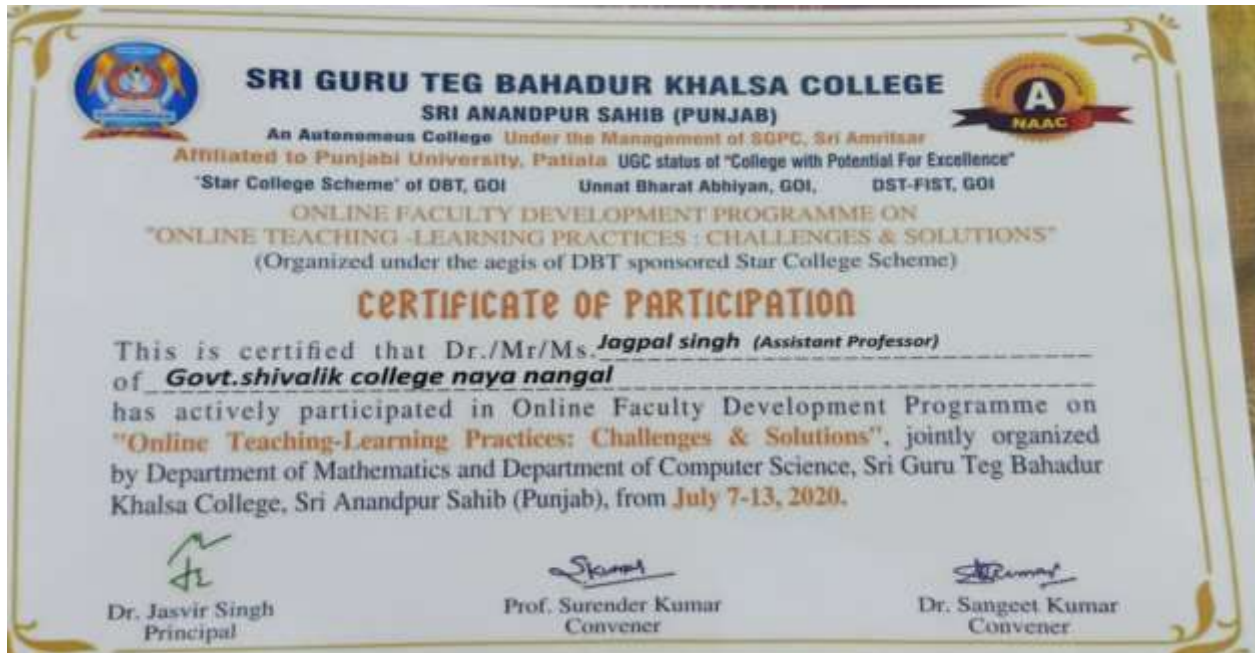 SRI GURU TEG BAHADUR KHALSA COLLEGE
SRI ANANDPUR SAHIB (PUNJAB)
An Autonomous College Under the Management of SGPC, Sri Amritsar
Affiliated to Punjabi University, Patiala UGC status of "College with Potential For Excellence"
"Star College Scheme" of DBT, GOI Unnat Bharat Abhiyan, GOI, DST-FIST, GOI
A
NAAC
ONLINE FACULTY DEVELOPMENT PROGRAMME ON
"ONLINE TEACHING -LEARNING PRACTICES : CHALLENGES & SOLUTIONS"
(Organized under the aegis of DBT sponsored Star College Scheme)
CERTIFICATE OF PARTICIPATION
This is certified that Dr./Mr/Ms. Jagpal singh (Assistant Professor)
of Govt.shivalik college naya nangal
has actively participated in Online Faculty Development Programme on
"Online Teaching-Learning Practices: Challenges & Solutions", jointly organized
by Department of Mathematics and Department of Computer Science, Sri Guru Teg Bahadur
Khalsa College, Sri Anandpur Sahib (Punjab), from July 7-13, 2020.
Dr. Jasvir Singh
Principal
Prof. Surender Kumar
Convener
Dr. Sangeet Kumar
Convener